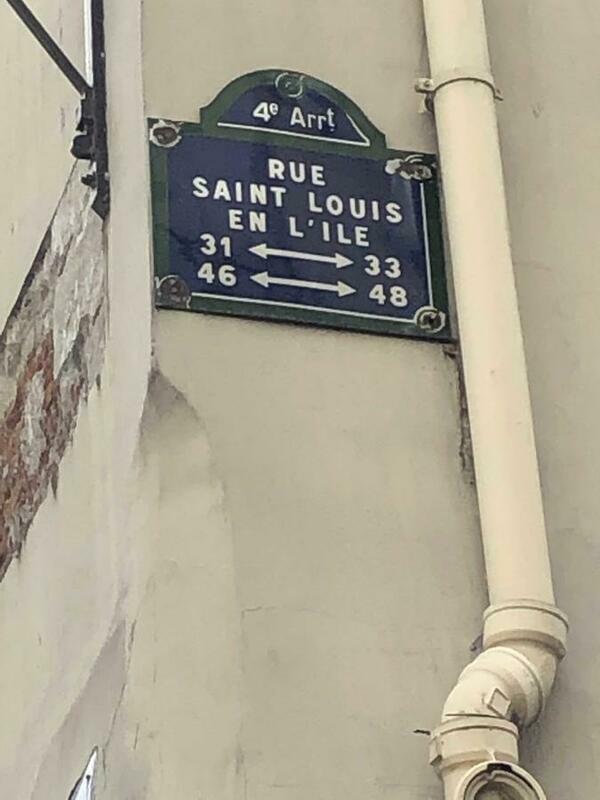 4e Arrt
RUE
SAINT LOUIS
EN L'ILE
31 ⟷ 33
46 ⟷ 48